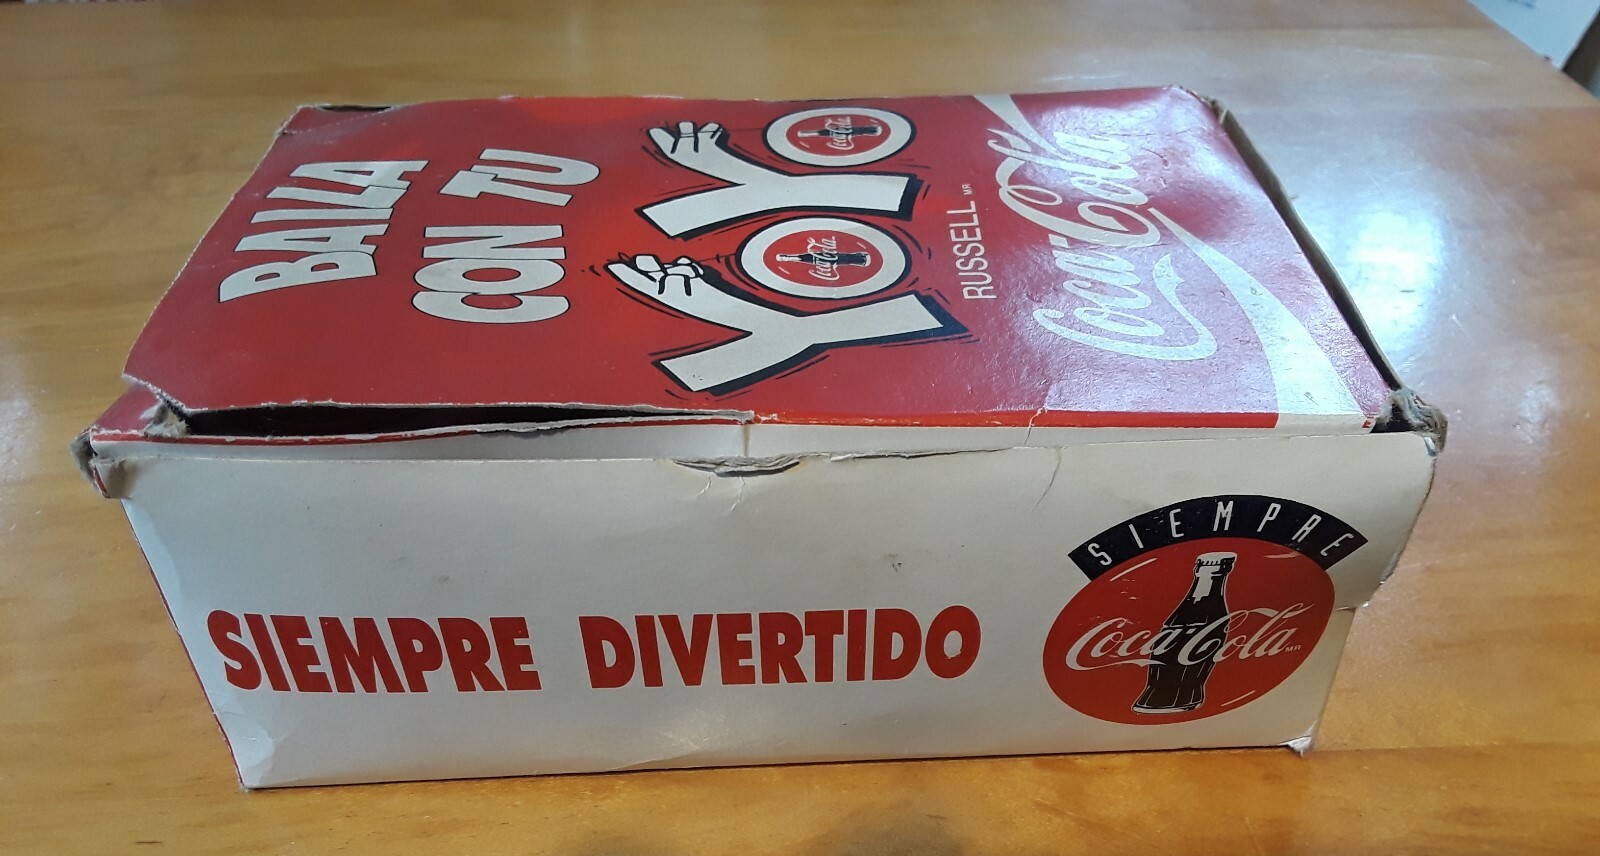 BAILA
CON TU
YOYO
Coca-Cola
Coca-Cola
RUSSELL MR
Coca-Cola
SIEMPRE DIVERTIDO
SIEMPRE
Coca-Cola MR